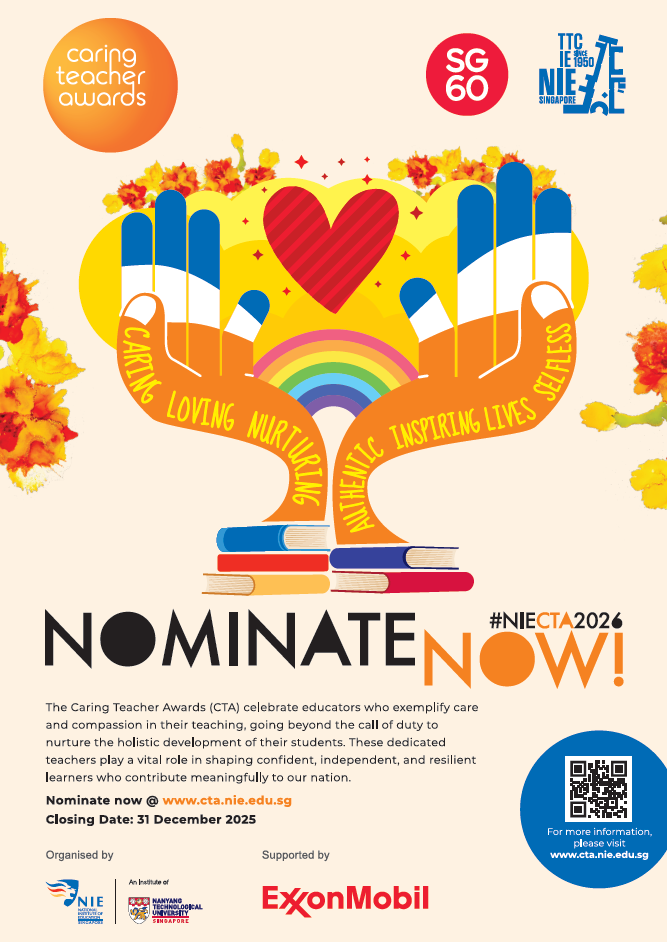 caring
teacher
awards
SG
60
TTC
IE SINCE 1950
NIE
SINGAPORE
CARING LOVING NURTURING
AUTHENTIC INSPIRING LIVES SELFLESS
NOMINATE
#NIECTA2026
NOW!
The Caring Teacher Awards (CTA) celebrate educators who exemplify care
and compassion in their teaching, going beyond the call of duty to
nurture the holistic development of their students. These dedicated
teachers play a vital role in shaping confident, independent, and resilient
learners who contribute meaningfully to our nation.
Nominate now @ www.cta.nie.edu.sg
Closing Date: 31 December 2025
For more information,
please visit
www.cta.nie.edu.sg
Organised by
Supported by
NIE
NATIONAL
INSTITUTE OF
EDUCATION
SINGAPORE
An Institute of
NANYANG
TECHNOLOGICAL
UNIVERSITY
SINGAPORE
ExxonMobil